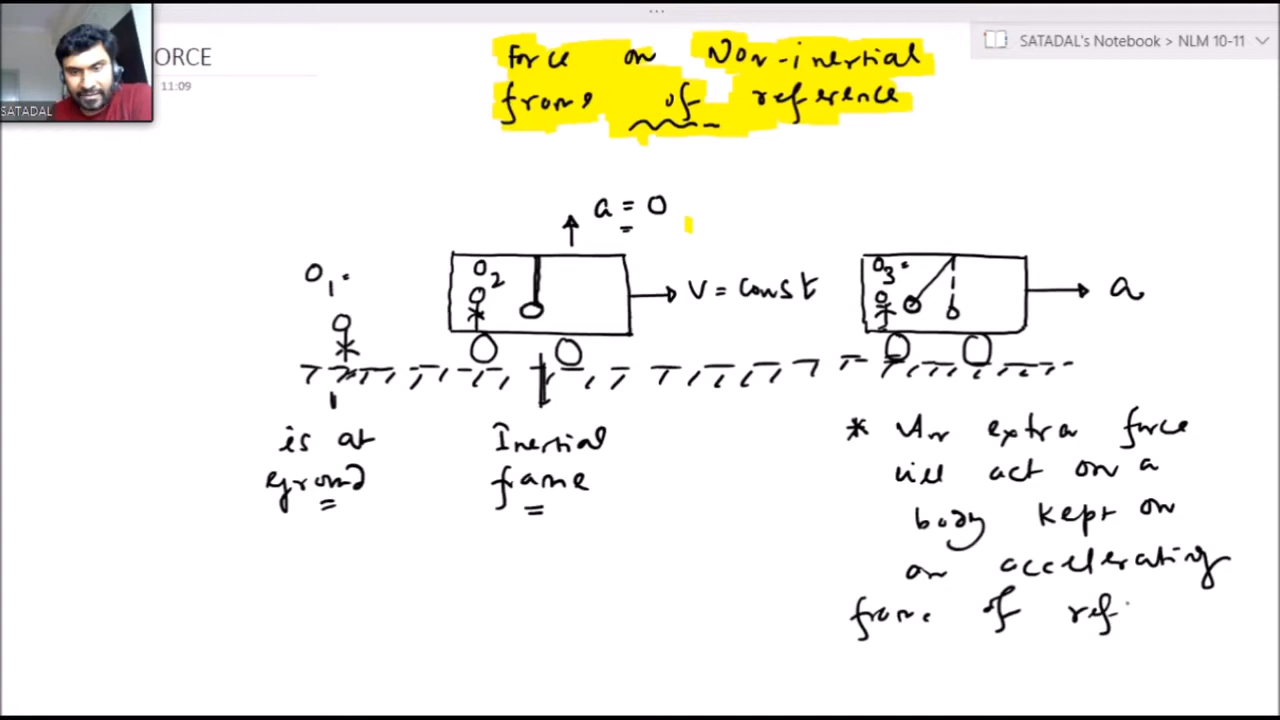 SATADAL
ORCE
11:09
SATADAL's Notebook > NLM 10-11
Force on Non-inertial
frame of reference
a = 0
O1
O2
V = const
O3
a
is at
ground
Inertial
frame
* An extra force
will act on a
body kept on
an accelerating
frame of ref